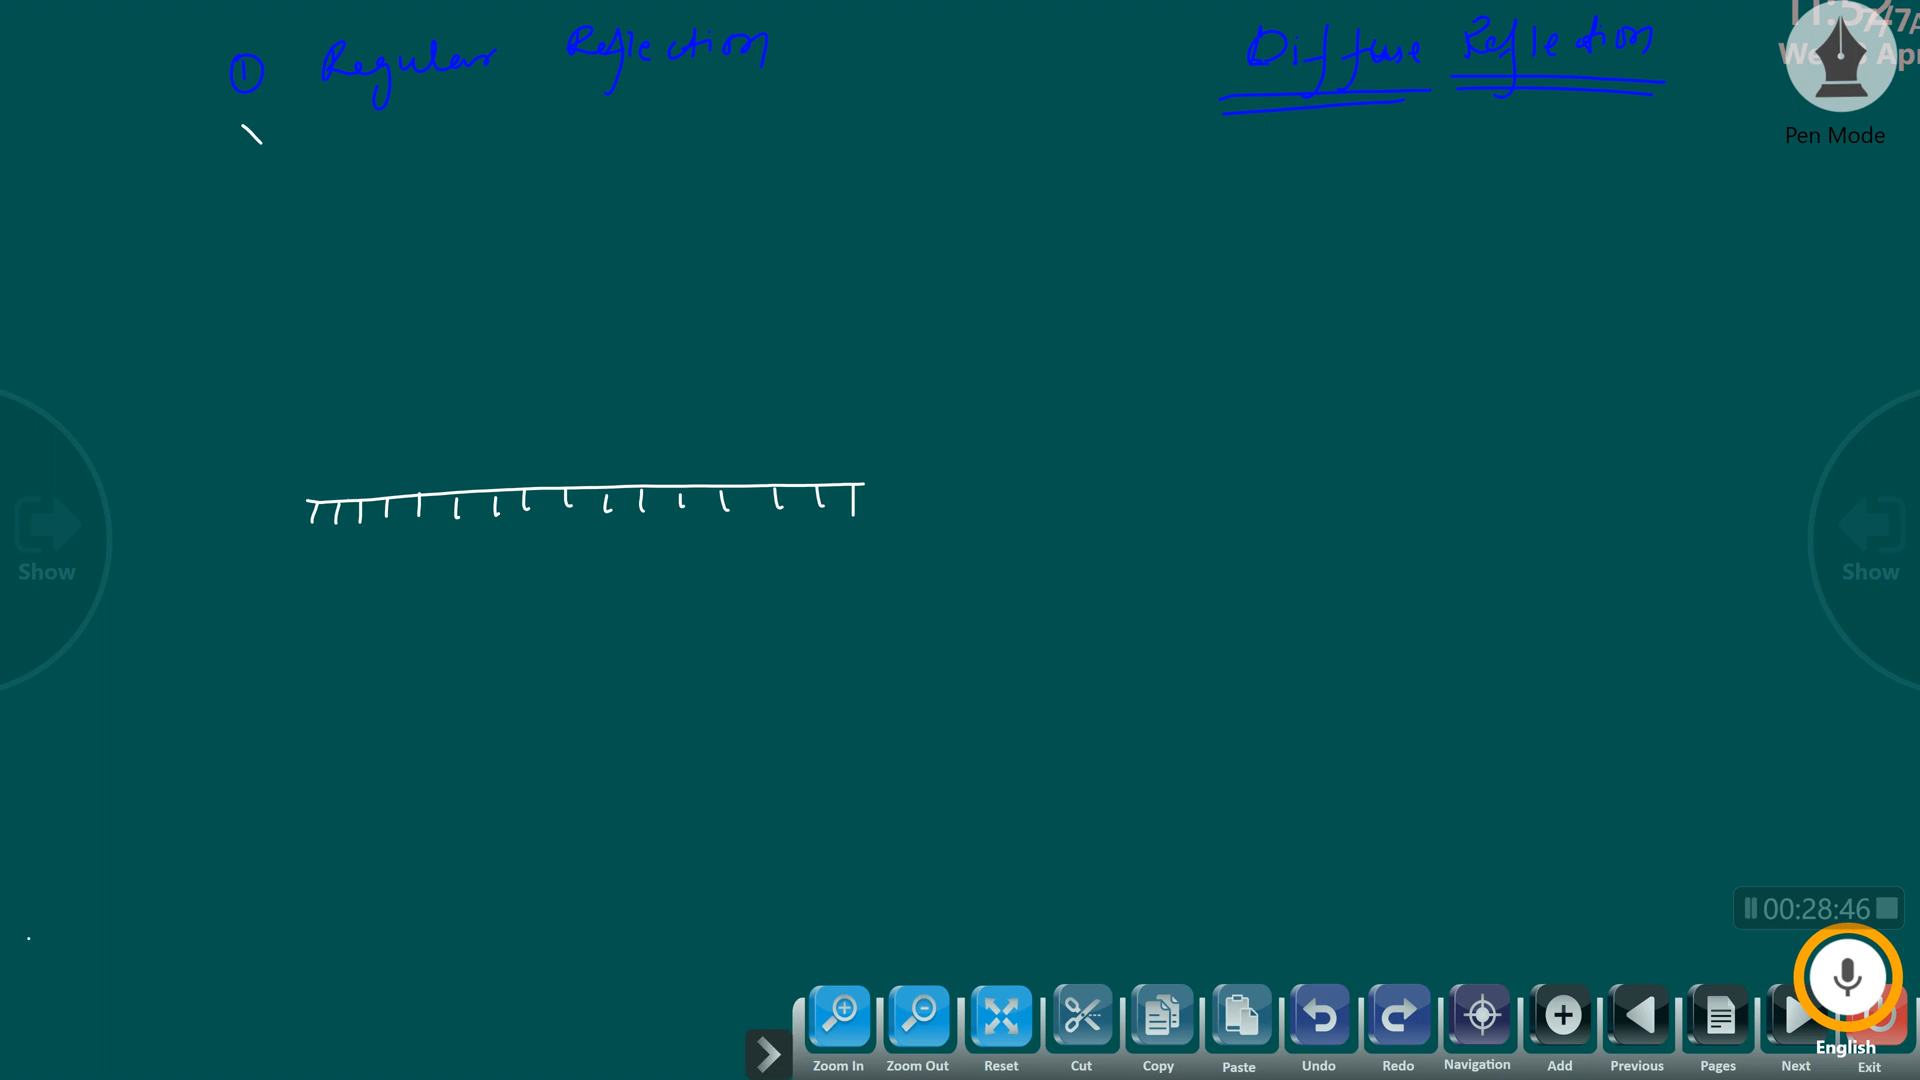 ① Regular Reflection
Diffuse Reflection
Pen Mode
Show
Show
00:28:46
Zoom In
Zoom Out
Reset
Cut
Copy
Paste
Undo
Redo
Navigation
Add
Previous
Pages
Next
English
Exit